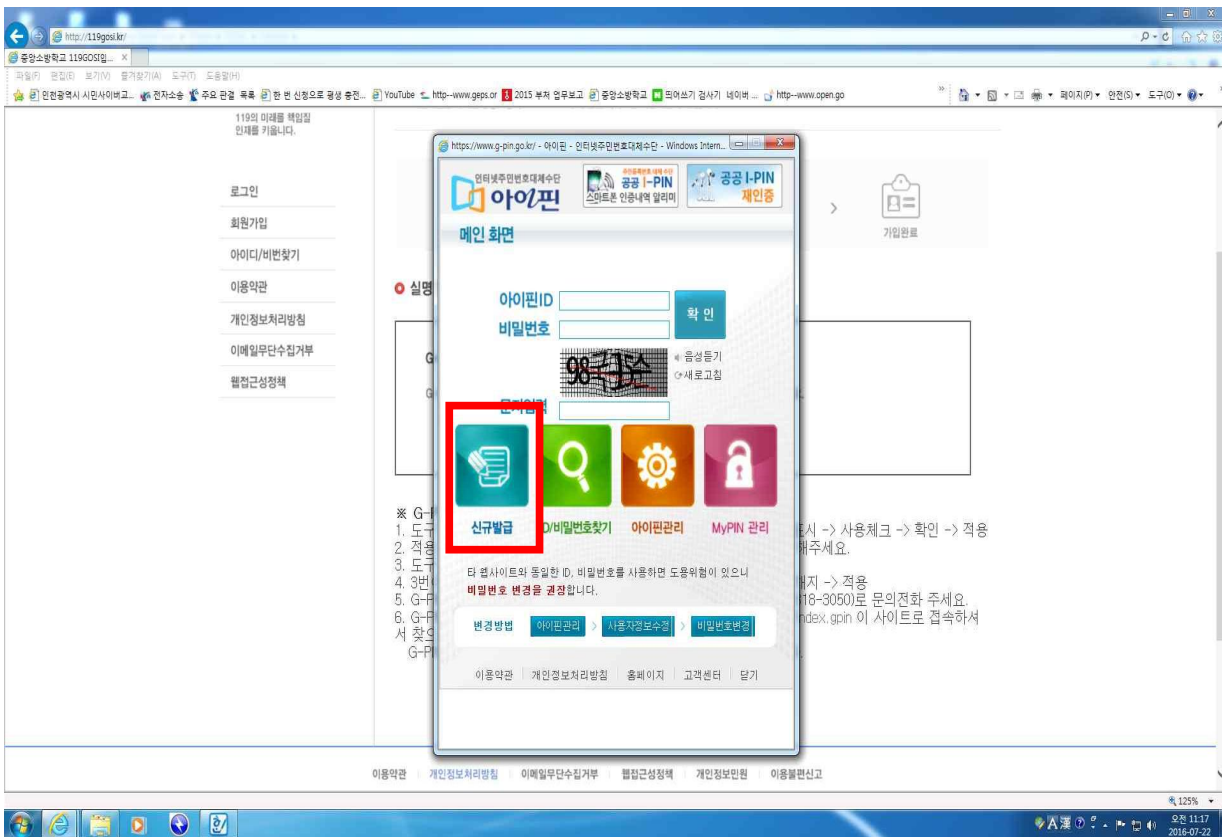 http://119gosi.kr/
중앙소방학교 119GOSI입...
파일(F) 편집(E) 보기(V) 즐겨찾기(A) 도구(T) 도움말(H)
인천광역시 시민사이버교... 전자소송 주요 판결 목록 한 번 신청으로 평생 충전... YouTube http--www.geps.or 2015 부처 업무보고 중앙소방학교 띄어쓰기 검사기 네이버 ... http--www.open.go
페이지(P) 안전(S) 도구(O)
119의 미래를 책임질
인재를 키웁니다.
로그인
회원가입
아이디/비번찾기
이용약관
개인정보처리방침
이메일무단수집거부
웹접근성정책
가입완료
실명
https://www.g-pin.go.kr/ - 아이핀 - 인터넷주민번호대체수단 - Windows Intern...
인터넷주민번호대체수단
아이핀
공공 I-PIN
스마트폰 인증내역 알리미
공공 I-PIN
재인증
메인 화면
아이핀ID
비밀번호
확 인
음성듣기
새로고침
문자입력
신규발급 ID/비밀번호찾기 아이핀관리 MyPIN 관리
타 웹사이트와 동일한 ID, 비밀번호를 사용하면 도용위험이 있으니
비밀번호 변경을 권장합니다.
변경방법 아이핀관리 > 사용자정보수정 > 비밀번호변경
이용약관 개인정보처리방침 홈페이지 고객센터 닫기
※ G-P
1. 도구 표시 -> 사용체크 -> 확인 -> 적용
2. 적용 해주세요.
3. 도구
4. 3번 해지 -> 적용
5. G-P 818-3050)로 문의전화 주세요.
6. G-P ndex.gpin 이 사이트로 접속하셔
서 찾으
G-P
이용약관 개인정보처리방침 이메일무단수집거부 웹접근성정책 개인정보민원 이용불편신고
125%
A 漢
오전 11:17
2016-07-22